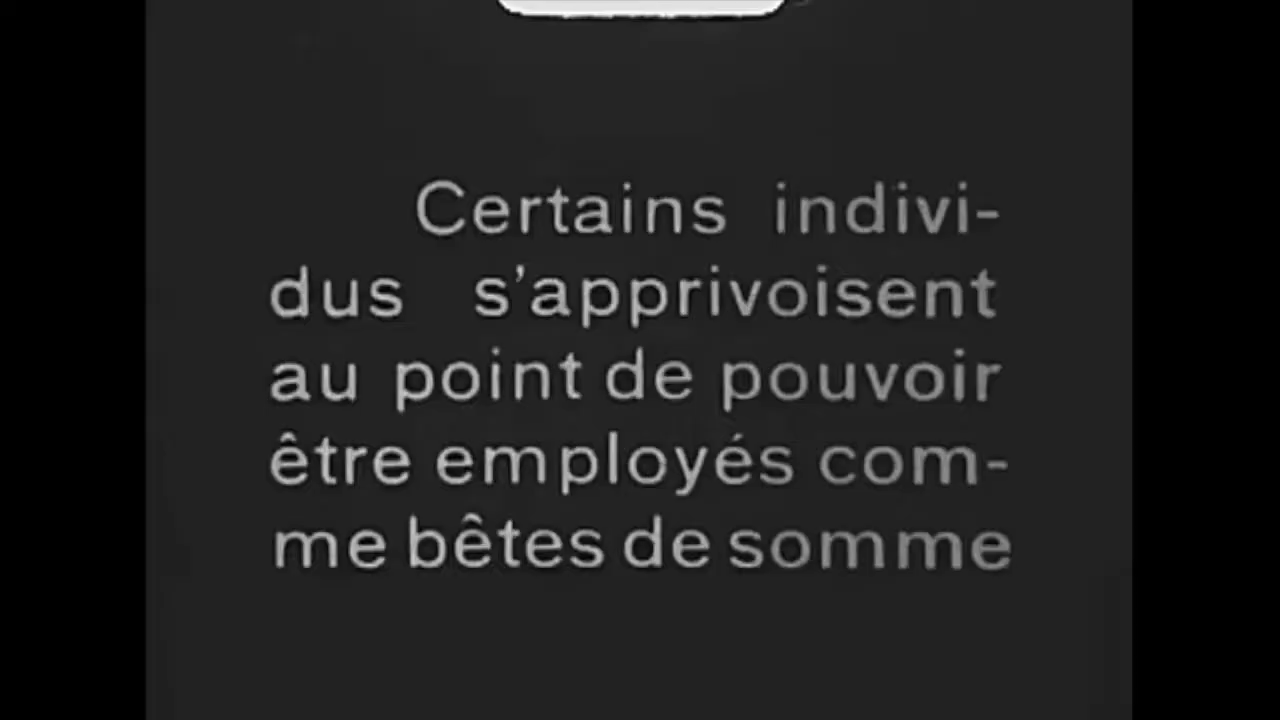 Certains indivi-
dus s'apprivoisent
au point de pouvoir
être employés com-
me bêtes de somme